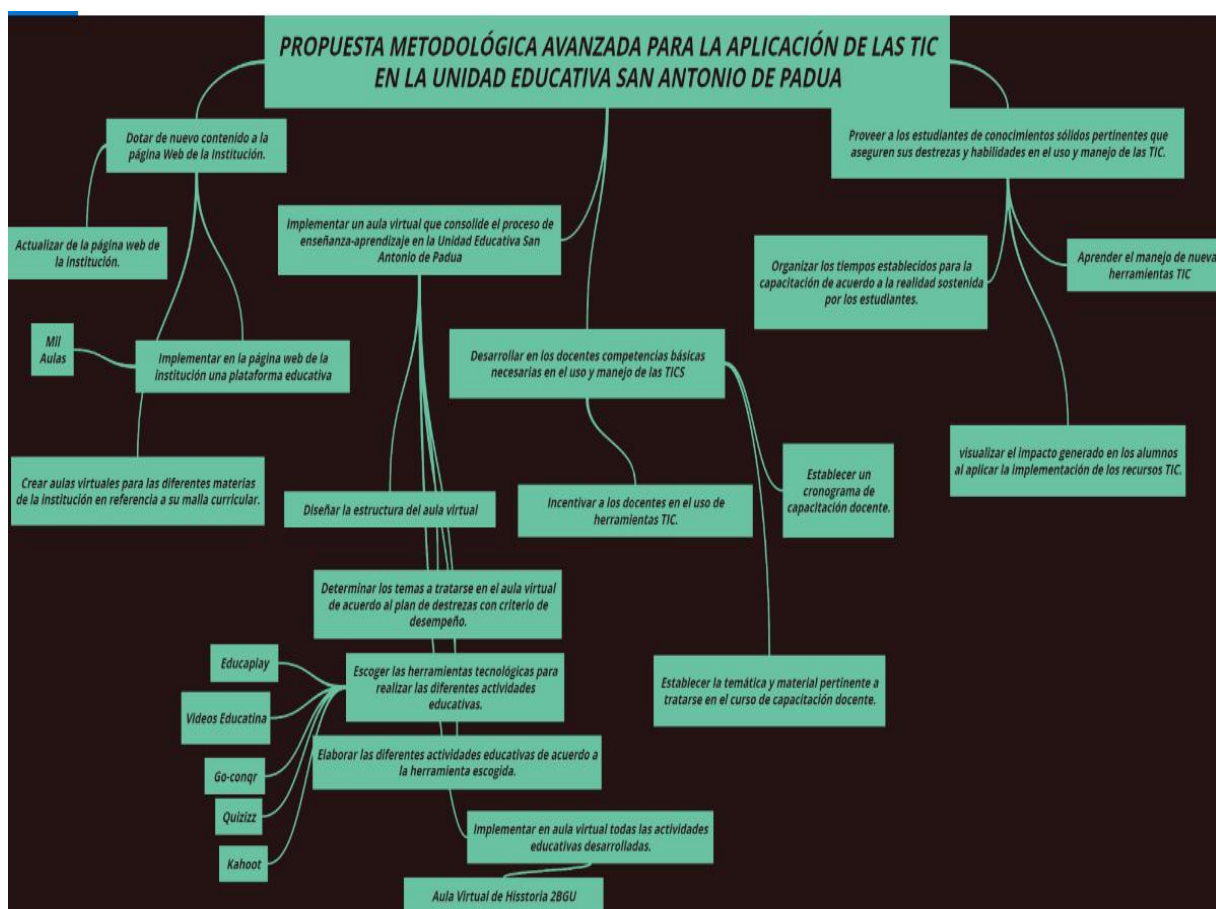 PROPUESTA METODOLÓGICA AVANZADA PARA LA APLICACIÓN DE LAS TIC
EN LA UNIDAD EDUCATIVA SAN ANTONIO DE PADUA
Dotar de nuevo contenido a la
página Web de la Institución.
Actualizar de la página web de
la institución.
Mil
Aulas
Implementar en la página web de la
institución una plataforma educativa
Crear aulas virtuales para las diferentes materias
de la institución en referencia a su malla curricular.
Implementar un aula virtual que consolide el proceso de
enseñanza-aprendizaje en la Unidad Educativa San
Antonio de Padua
Diseñar la estructura del aula virtual
Determinar los temas a tratarse en el aula virtual
de acuerdo al plan de destrezas con criterio de
desempeño.
Escoger las herramientas tecnológicas para
realizar las diferentes actividades
educativas.
Educaplay
Videos Educatina
Go-conqr
Quizizz
Kahoot
Elaborar las diferentes actividades educativas de acuerdo a
la herramienta escogida.
Implementar en aula virtual todas las actividades
educativas desarrolladas.
Aula Virtual de Hisstoria 2BGU
Desarrollar en los docentes competencias básicas
necesarias en el uso y manejo de las TICS
Incentivar a los docentes en el uso de
herramientas TIC.
Establecer un
cronograma de
capacitación docente.
Establecer la temática y material pertinente a
tratarse en el curso de capacitación docente.
Proveer a los estudiantes de conocimientos sólidos pertinentes que
aseguren sus destrezas y habilidades en el uso y manejo de las TIC.
Organizar los tiempos establecidos para la
capacitación de acuerdo a la realidad sostenida
por los estudiantes.
Aprender el manejo de nueva
herramientas TIC
visualizar el impacto generado en los alumnos
al aplicar la implementación de los recursos TIC.